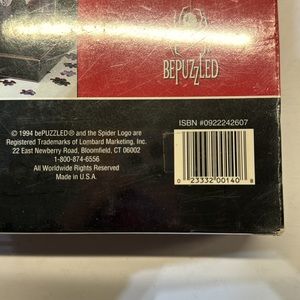 BEPUZZLED
ISBN #0922242607
© 1994 bePUZZLED® and the Spider Logo are
Registered Trademarks of Lombard Marketing, Inc.
22 East Newberry Road, Bloomfield, CT 06002
1-800-874-6556
All Worldwide Rights Reserved
Made in U.S.A.
0 23332 00140 8